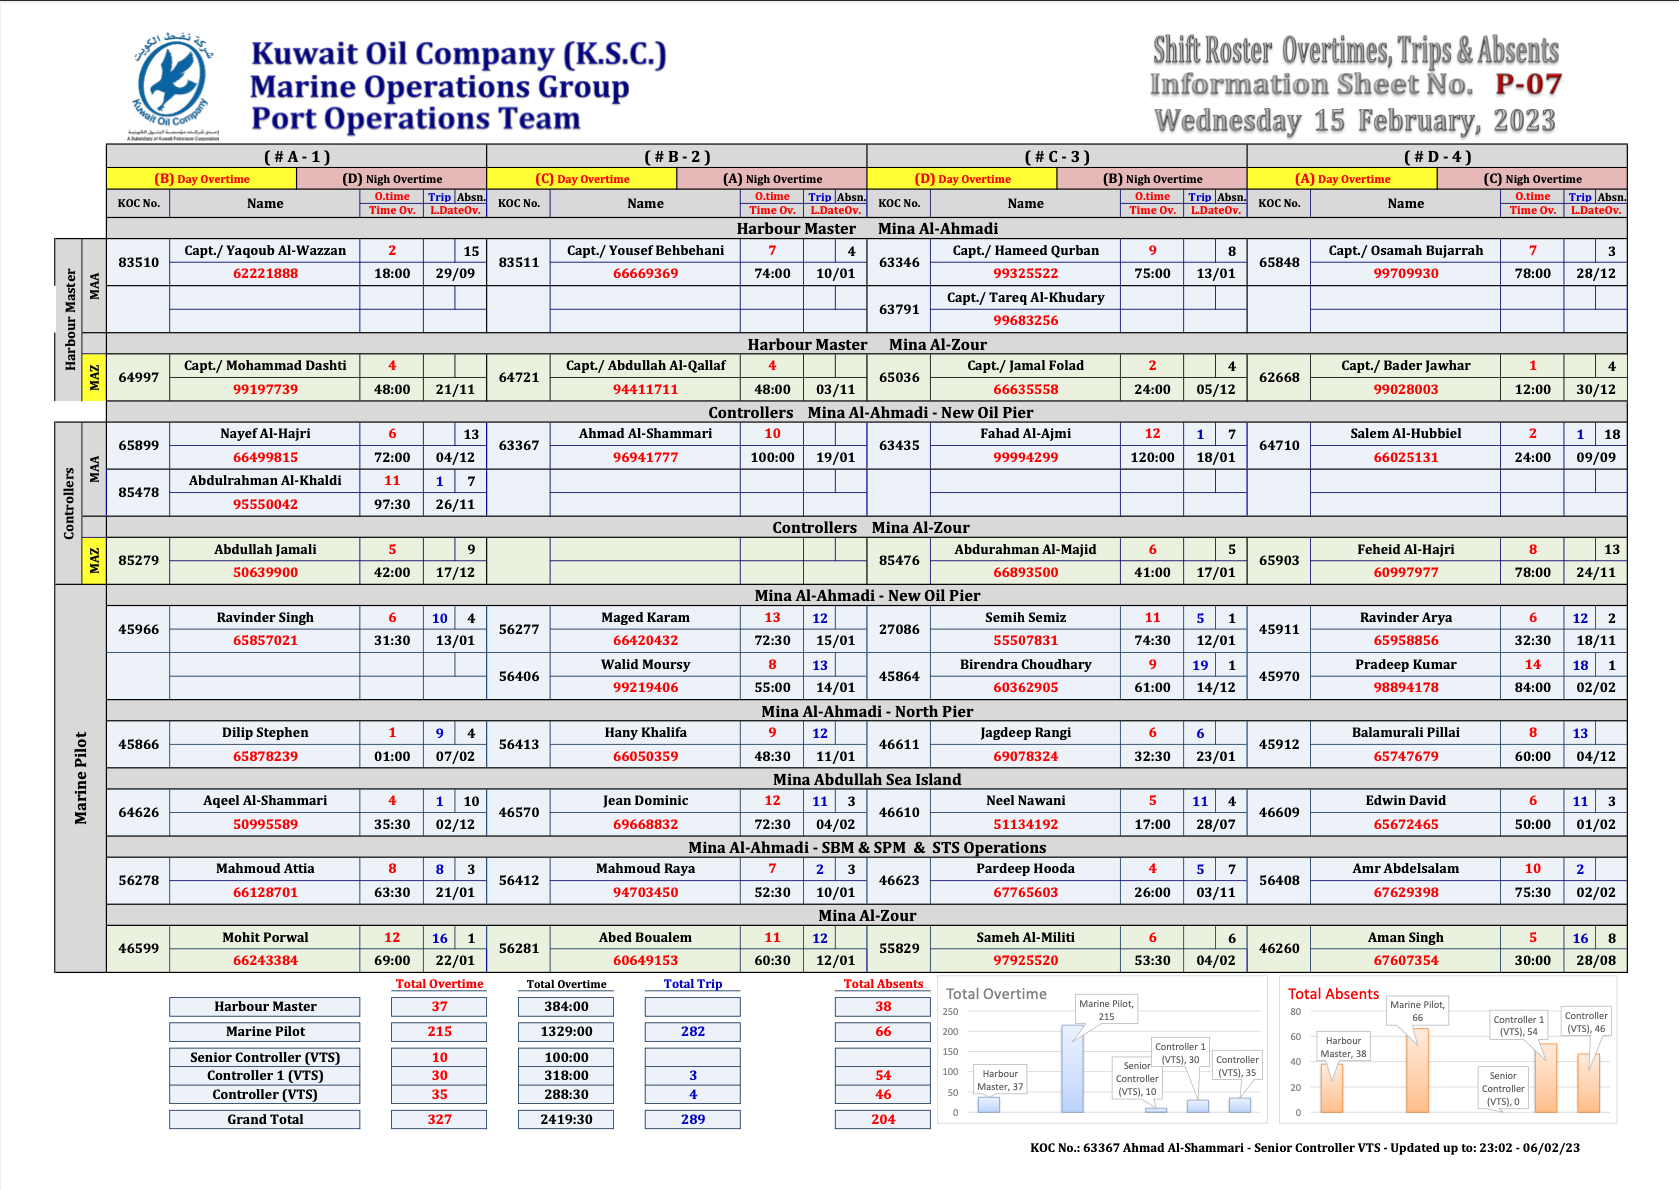 شركة نفط الكويت
Kuwait Oil Company
Kuwait Oil Company (K.S.C.)
Marine Operations Group
Port Operations Team
Shift Roster Overtimes, Trips & Absents
Information Sheet No. P-07
Wednesday 15 February, 2023
( # A - 1 ) ( # B - 2 ) ( # C - 3 ) ( # D - 4 )
(B) Day Overtime (D) Nigh Overtime (C) Day Overtime (A) Nigh Overtime (D) Day Overtime (B) Nigh Overtime (A) Day Overtime (C) Nigh Overtime
KOC No. Name O.time Trip Absn. KOC No. Name O.time Trip Absn. KOC No. Name O.time Trip Absn. KOC No. Name O.time Trip Absn.
Time Ov. L.DateOv. Time Ov. L.DateOv. Time Ov. L.DateOv. Time Ov. L.DateOv.
Harbour Master Mina Al-Ahmadi
Harbour Master
MAA
83510 Capt./ Yaqoub Al-Wazzan 2 15 83511 Capt./ Yousef Behbehani 7 4 63346 Capt./ Hameed Qurban 9 8 65848 Capt./ Osamah Bujarrah 7 3
62221888 18:00 29/09 66669369 74:00 10/01 99325522 75:00 13/01 99709930 78:00 28/12
63791 Capt./ Tareq Al-Khudary
99683256
Harbour Master Mina Al-Zour
MAZ
64997 Capt./ Mohammad Dashti 4 64721 Capt./ Abdullah Al-Qallaf 4 65036 Capt./ Jamal Folad 2 4 62668 Capt./ Bader Jawhar 1 4
99197739 48:00 21/11 94411711 48:00 03/11 66635558 24:00 05/12 99028003 12:00 30/12
Controllers Mina Al-Ahmadi - New Oil Pier
Controllers
MAA
65899 Nayef Al-Hajri 6 13 63367 Ahmad Al-Shammari 10 63435 Fahad Al-Ajmi 12 1 7 64710 Salem Al-Hubbiel 2 1 18
66499815 72:00 04/12 96941777 100:00 19/01 99994299 120:00 18/01 66025131 24:00 09/09
85478 Abdulrahman Al-Khaldi 11 1 7
95550042 97:30 26/11
Controllers Mina Al-Zour
MAZ
85279 Abdullah Jamali 5 9 85476 Abdurahman Al-Majid 6 5 65903 Feheid Al-Hajri 8 13
50639900 42:00 17/12 66893500 41:00 17/01 60997977 78:00 24/11
Mina Al-Ahmadi - New Oil Pier
Marine Pilot
45966 Ravinder Singh 6 10 4 56277 Maged Karam 13 12 27086 Semih Semiz 11 5 1 45911 Ravinder Arya 6 12 2
65857021 31:30 13/01 66420432 72:30 15/01 55507831 74:30 12/01 65958856 32:30 18/11
56406 Walid Moursy 8 13 45864 Birendra Choudhary 9 19 1 45970 Pradeep Kumar 14 18 1
99219406 55:00 14/01 60362905 61:00 14/12 98894178 84:00 02/02
Mina Al-Ahmadi - North Pier
45866 Dilip Stephen 1 9 4 56413 Hany Khalifa 9 12 46611 Jagdeep Rangi 6 6 45912 Balamurali Pillai 8 13
65878239 01:00 07/02 66050359 48:30 11/01 69078324 32:30 23/01 65747679 60:00 04/12
Mina Abdullah Sea Island
64626 Aqeel Al-Shammari 4 1 10 46570 Jean Dominic 12 11 3 46610 Neel Nawani 5 11 4 46609 Edwin David 6 11 3
50995589 35:30 02/12 69668832 72:30 04/02 51134192 17:00 28/07 65672465 50:00 01/02
Mina Al-Ahmadi - SBM & SPM & STS Operations
56278 Mahmoud Attia 8 8 3 56412 Mahmoud Raya 7 2 3 46623 Pardeep Hooda 4 5 7 56408 Amr Abdelsalam 10 2
66128701 63:30 21/01 94703450 52:30 10/01 67765603 26:00 03/11 67629398 75:30 02/02
Mina Al-Zour
46599 Mohit Porwal 12 16 1 56281 Abed Boualem 11 12 55829 Sameh Al-Militi 6 6 46260 Aman Singh 5 16 8
66243384 69:00 22/01 60649153 60:30 12/01 97925520 53:30 04/02 67607354 30:00 28/08
Total Overtime Total Overtime Total Trip Total Absents
Harbour Master 37 384:00 38
Marine Pilot 215 1329:00 282 66
Senior Controller (VTS) 10 100:00
Controller 1 (VTS) 30 318:00 3 54
Controller (VTS) 35 288:30 4 46
Grand Total 327 2419:30 289 204
Total Overtime
250
200
150
100
50
0
Harbour
Master, 37
Marine Pilot,
215
Senior
Controller
(VTS), 10
Controller 1
(VTS), 30
Controller
(VTS), 35
Total Absents
80
60
40
20
0
Harbour
Master, 38
Marine Pilot,
66
Senior
Controller
(VTS), 0
Controller 1
(VTS), 54
Controller
(VTS), 46
KOC No.: 63367 Ahmad Al-Shammari - Senior Controller VTS - Updated up to: 23:02 - 06/02/23